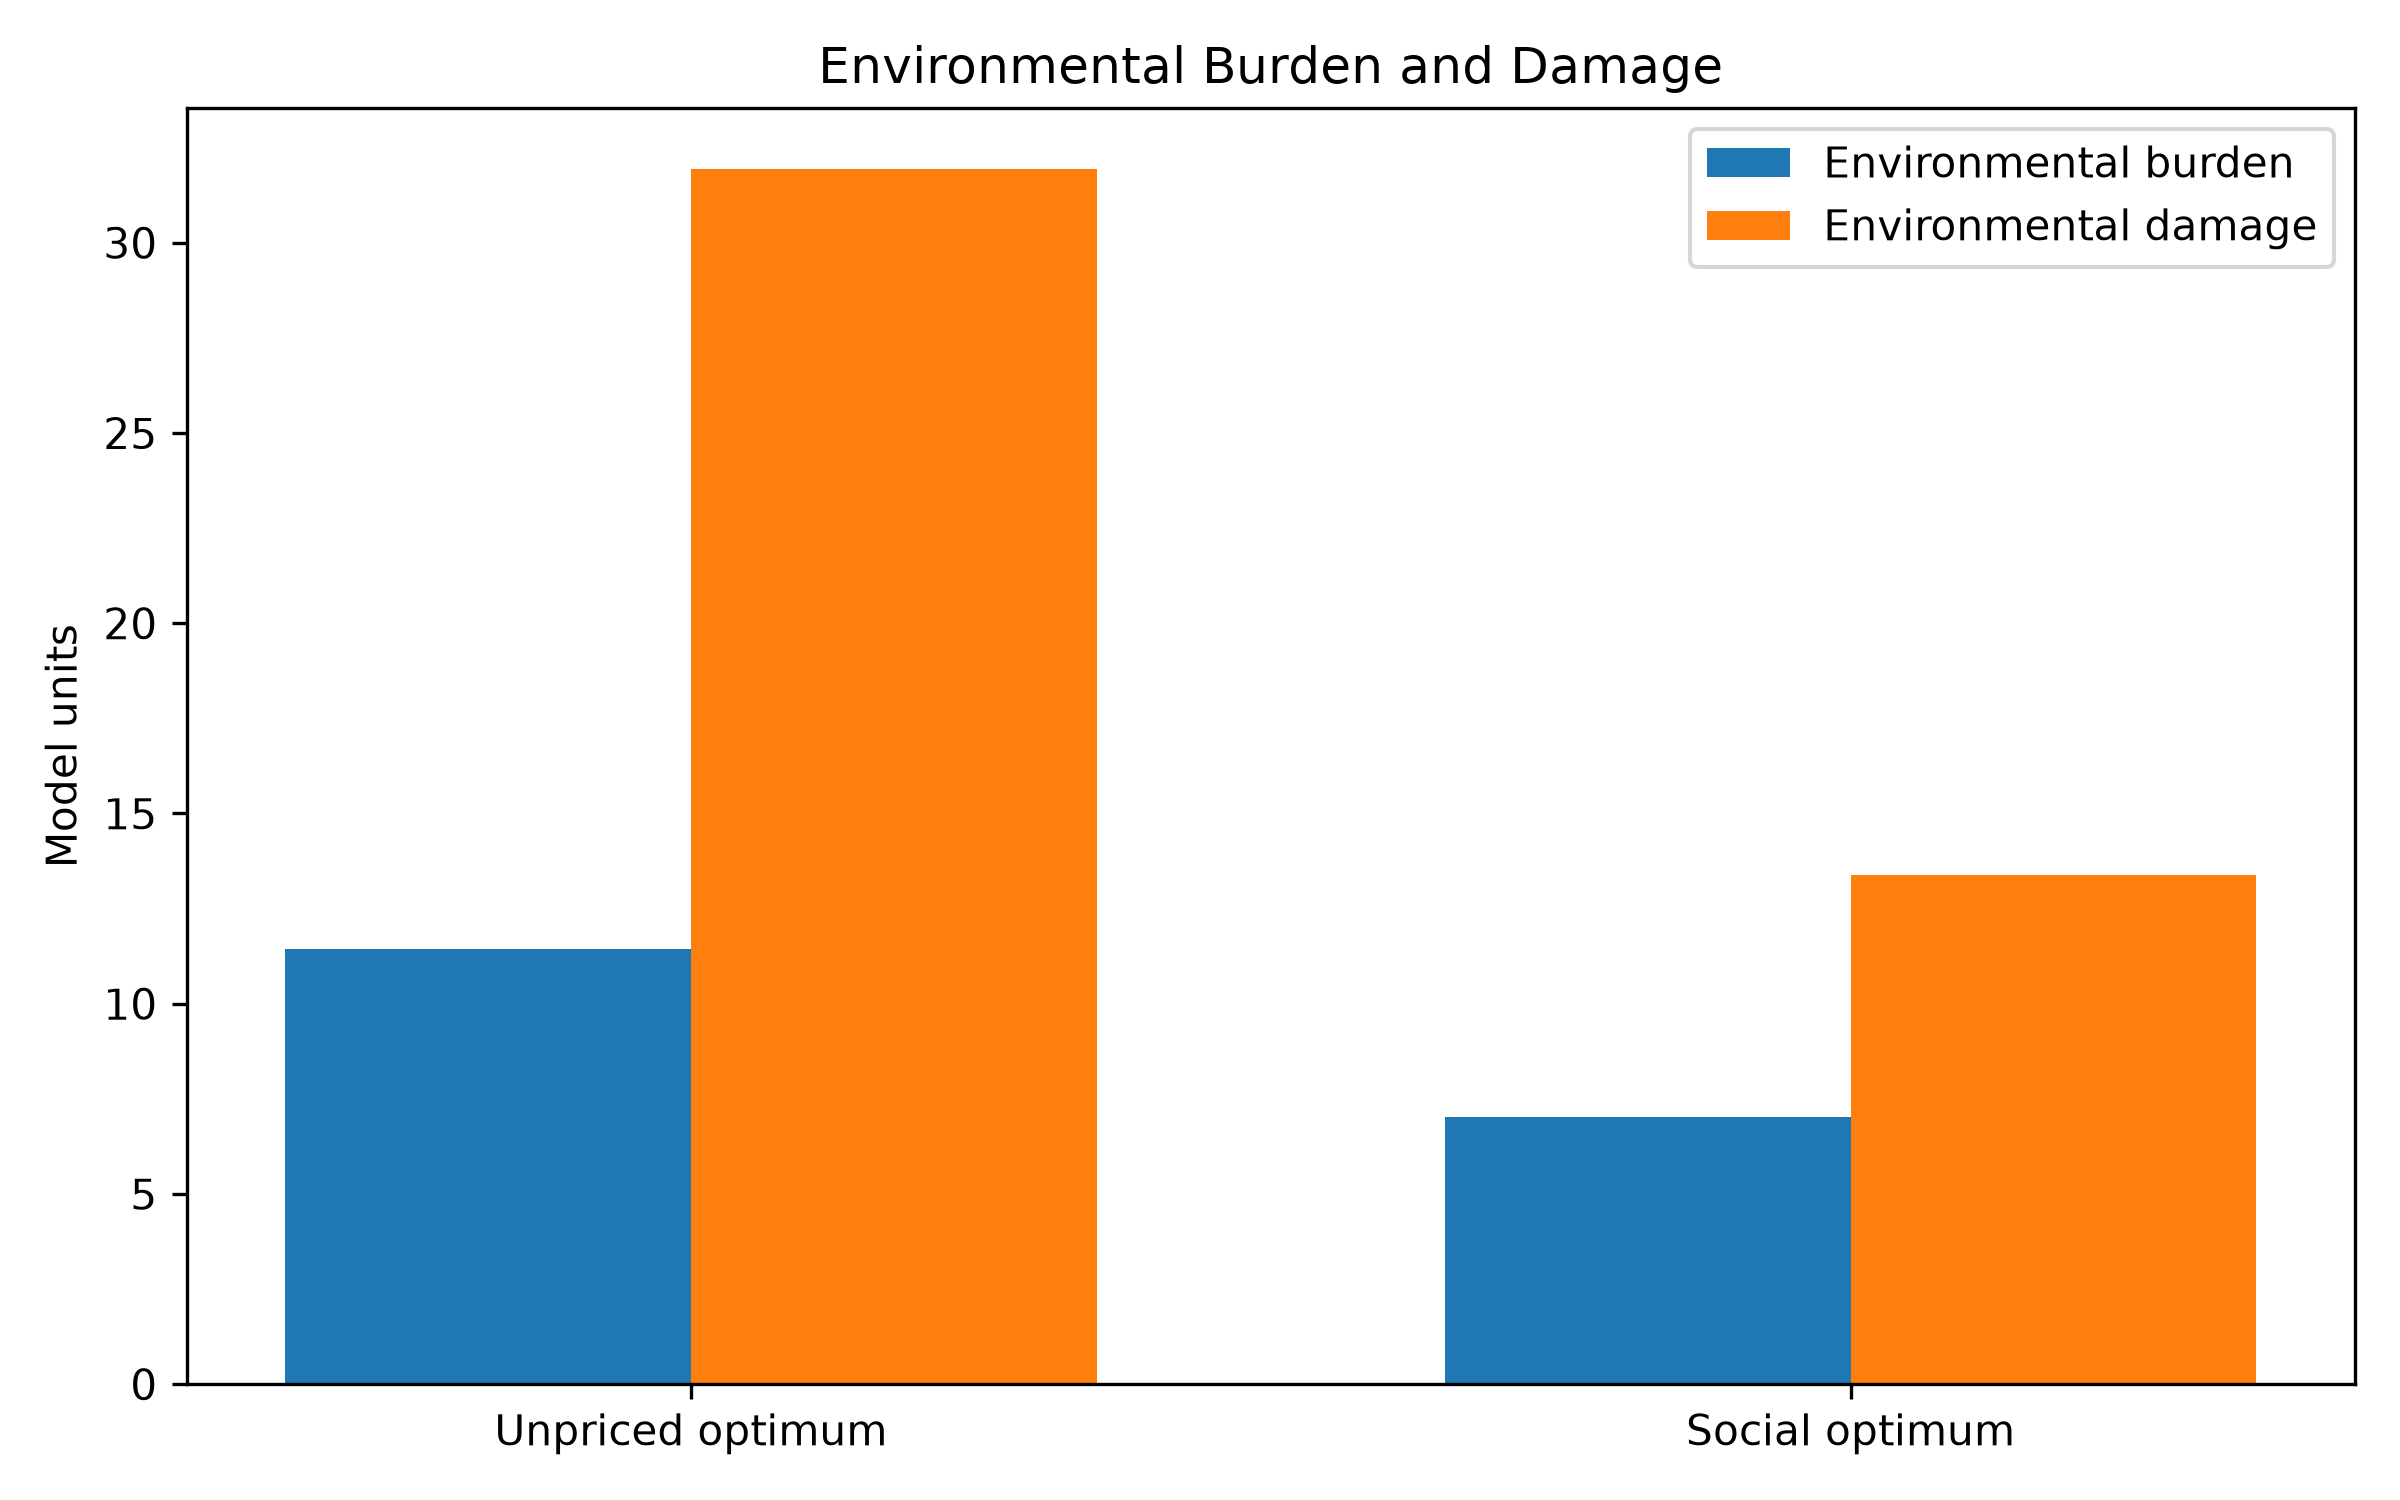 Environmental Burden and Damage
Environmental burden
Environmental damage
Model units
30
25
20
15
10
5
0
Unpriced optimum
Social optimum